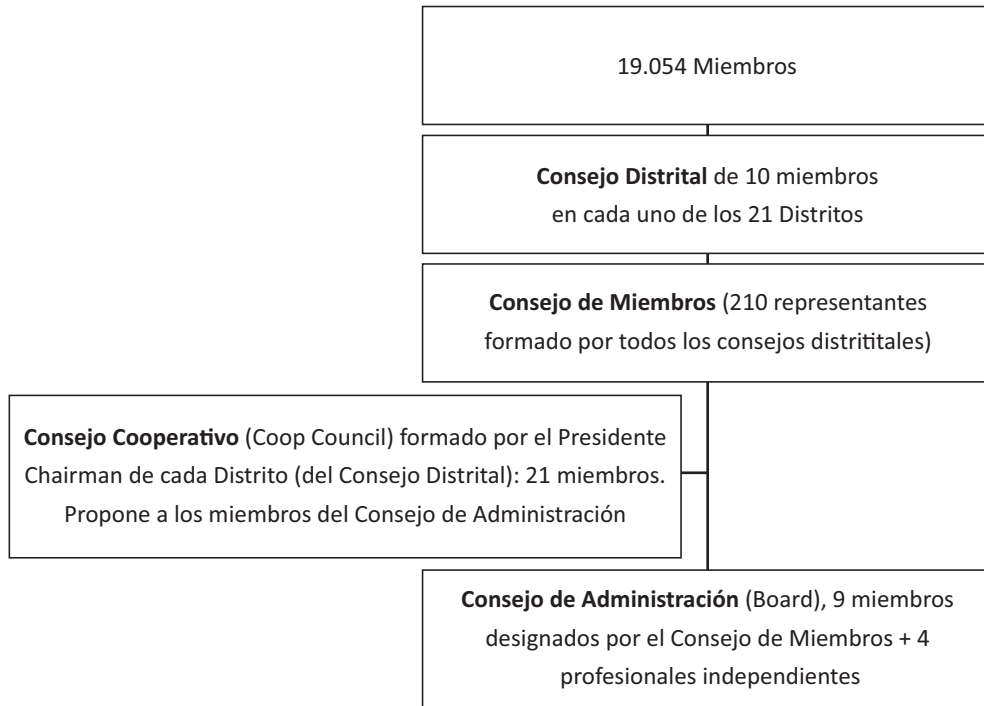 19.054 Miembros
Consejo Distrital de 10 miembros
en cada uno de los 21 Distritos
Consejo de Miembros (210 representantes
formado por todos los consejos distrititales)
Consejo Cooperativo (Coop Council) formado por el Presidente
Chairman de cada Distrito (del Consejo Distrital): 21 miembros.
Propone a los miembros del Consejo de Administración
Consejo de Administración (Board), 9 miembros
designados por el Consejo de Miembros + 4
profesionales independientes